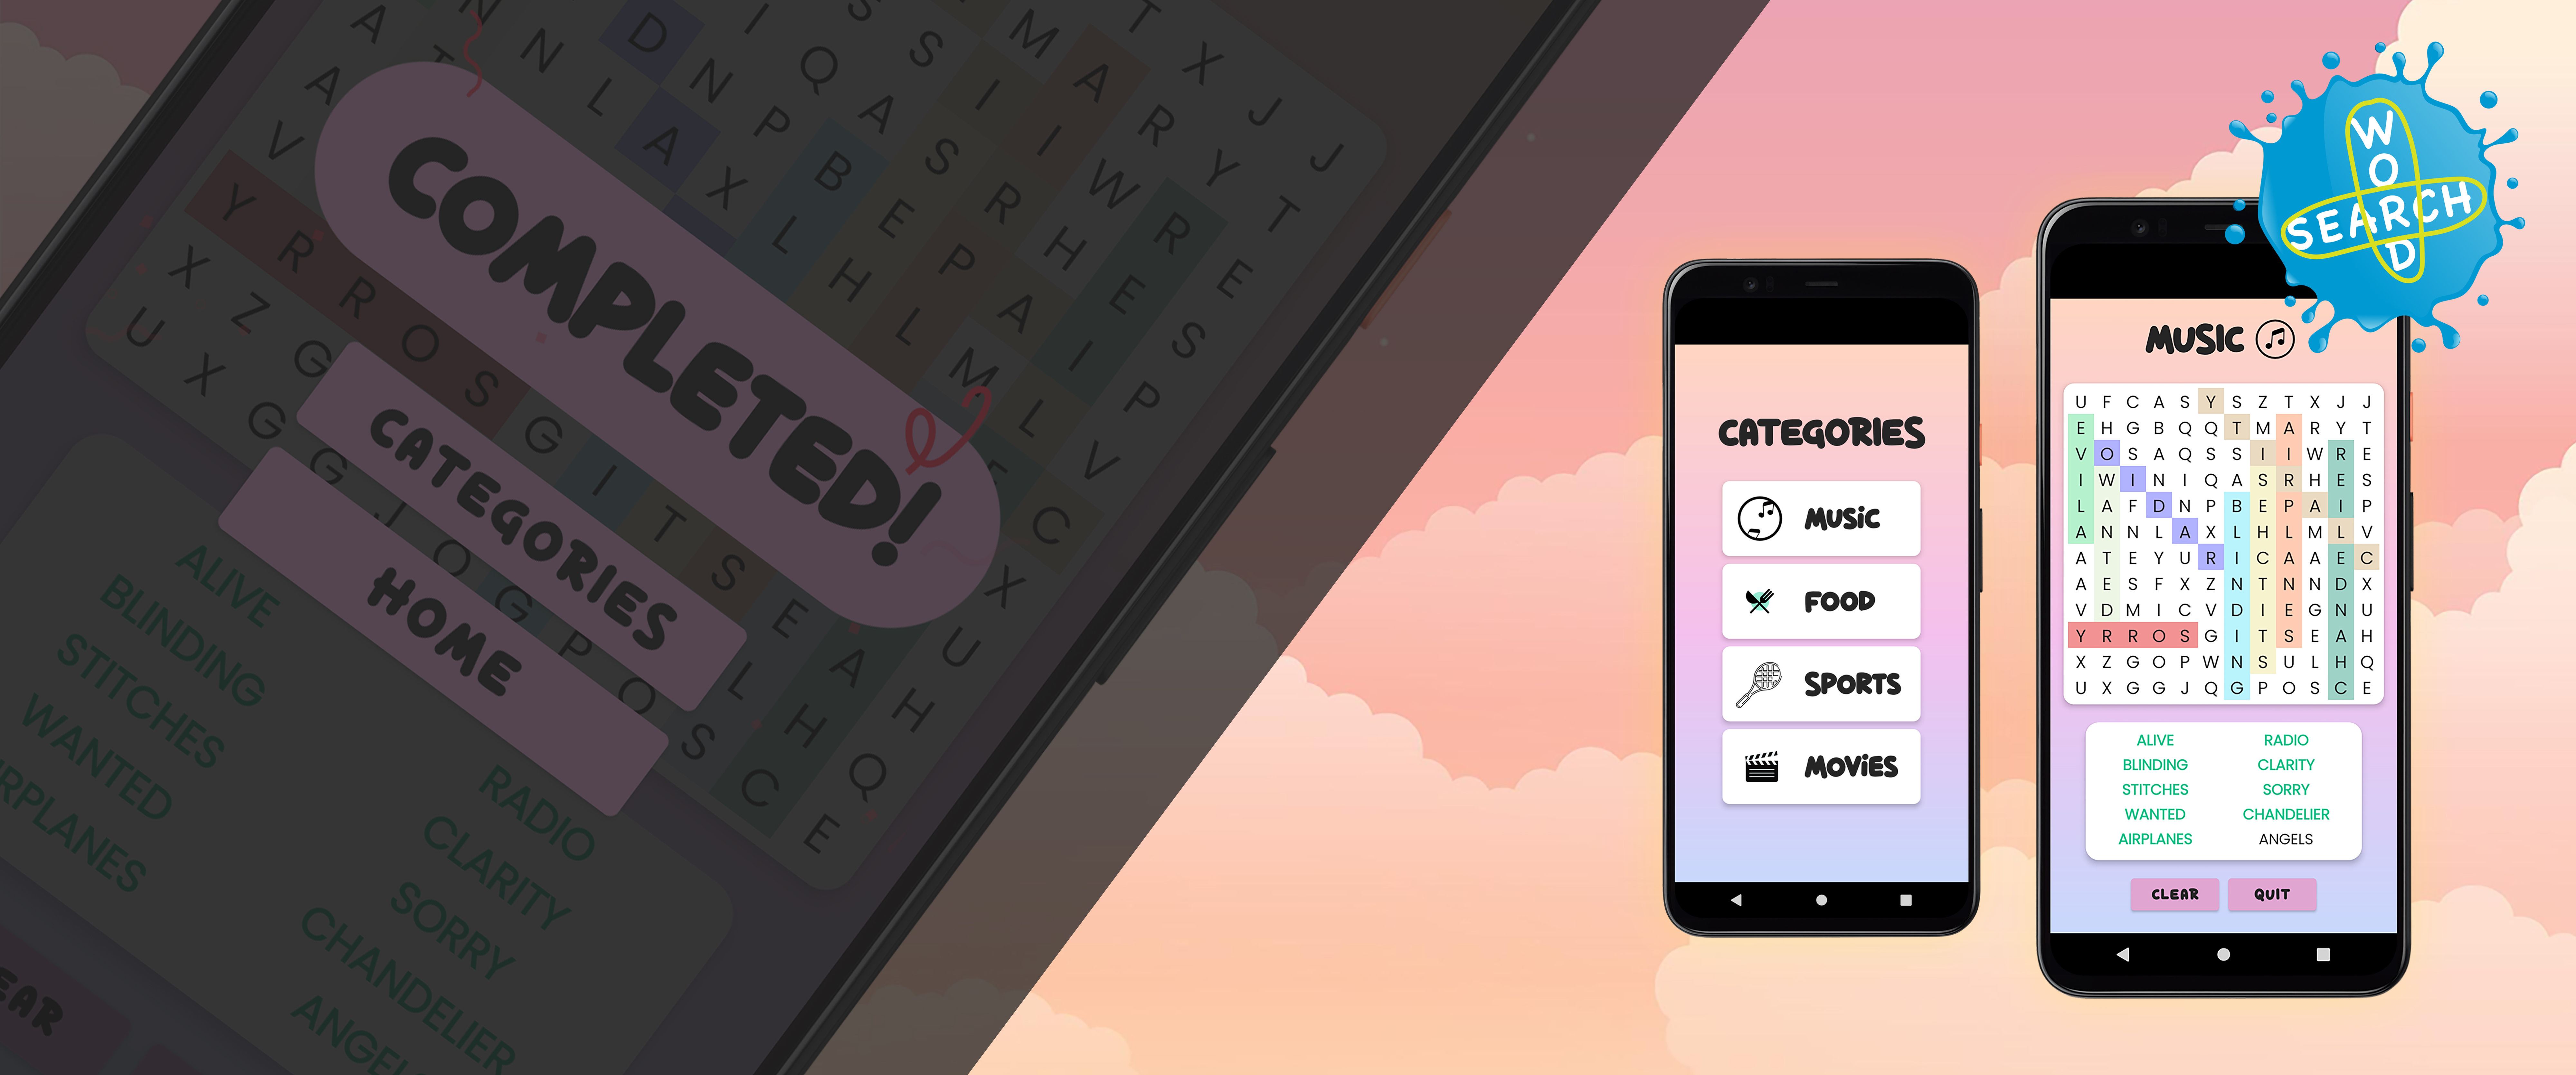 T X J J
M A R Y T
S S I I W R E
I Q A S R H E S
D N P B E P A I P
N N L A X L H L M L V
A T E C
A X
V U
Y R R O S G I T S E A H
X Z G L H Q
U X G G J Q G P O S C E
COMPLETED!
CATEGORIES
HOME
ALIVE
BLINDING
STITCHES
WANTED
RPLANES
RADIO
CLARITY
SORRY
CHANDELIER
ANGEL
EAR
CATEGORIES
MUSiC
FOOD
SPORTS
MOViES
WORD
SEARCH
MUSiC
U F C A S Y S Z T X J J
E H G B Q Q T M A R Y T
V O S A Q S S I I W R E
I W I N I Q A S R H E S
L A F D N P B E P A I P
A N N L A X L H L M L V
A T E Y U R I C A A E C
A E S F X Z N T N N D X
V D M I C V D I E G N U
Y R R O S G I T S E A H
X Z G O P W N S U L H Q
U X G G J Q G P O S C E
ALIVE RADIO
BLINDING CLARITY
STITCHES SORRY
WANTED CHANDELIER
AIRPLANES ANGELS
CLEAR QUIT